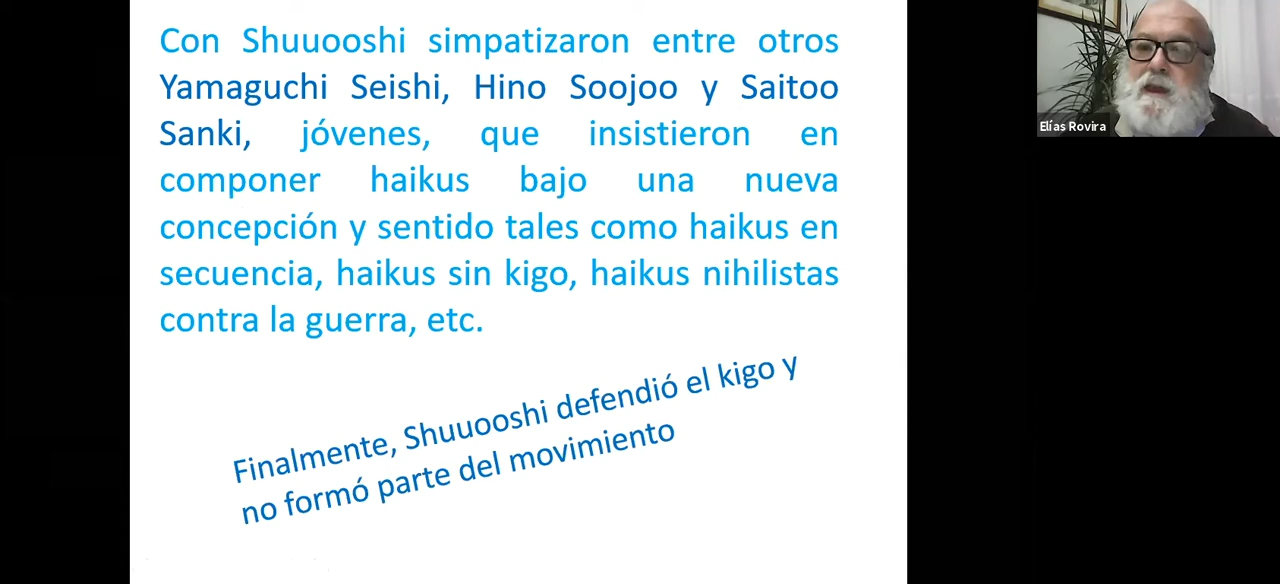 Con Shuuooshi simpatizaron entre otros
Yamaguchi Seishi, Hino Soojoo y Saitoo
Sanki, jóvenes, que insistieron en
componer haikus bajo una nueva
concepción y sentido tales como haikus en
secuencia, haikus sin kigo, haikus nihilistas
contra la guerra, etc.
Finalmente, Shuuooshi defendió el kigo y
no formó parte del movimiento
Elías Rovira